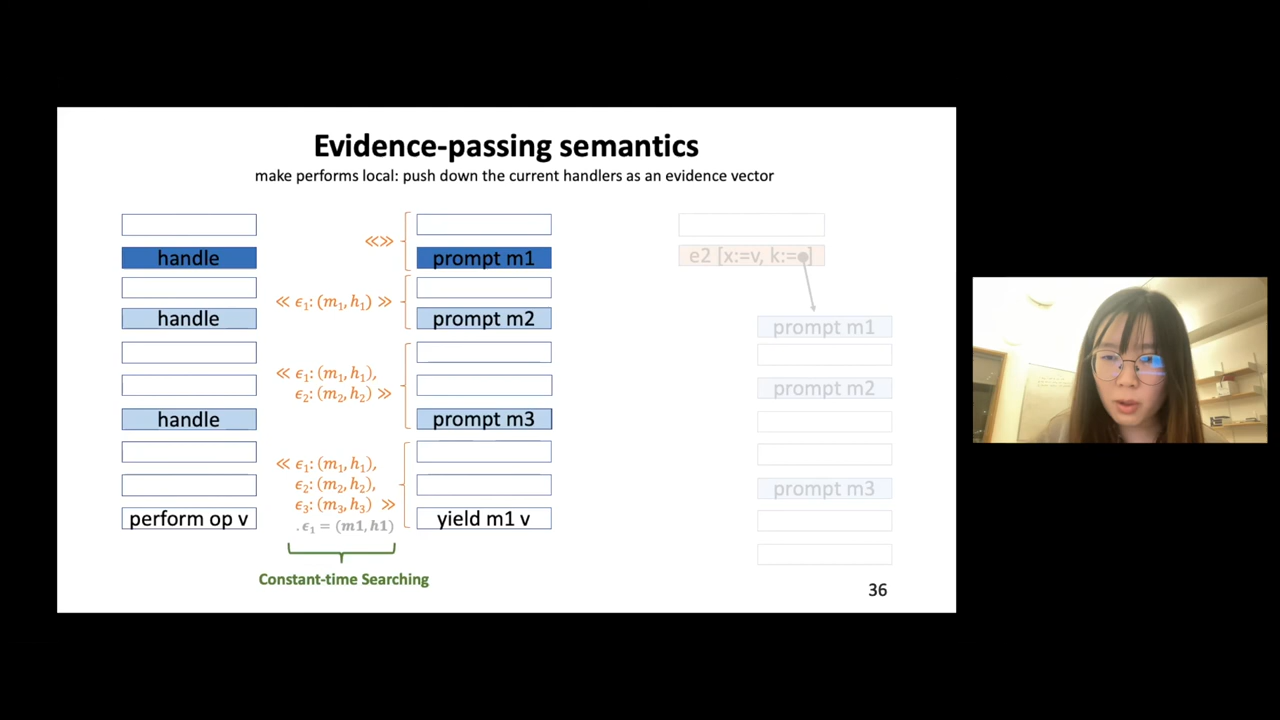 Evidence-passing semantics
make performs local: push down the current handlers as an evidence vector
handle
handle
handle
perform op v
≪≫
≪ ϵ₁: (m₁, h₁) ≫
≪ ϵ₁: (m₁, h₁),
ϵ₂: (m₂, h₂) ≫
≪ ϵ₁: (m₁, h₁),
ϵ₂: (m₂, h₂),
ϵ₃: (m₃, h₃) ≫
. ϵ₁ = (m1, h1)
Constant-time Searching
prompt m1
prompt m2
prompt m3
yield m1 v
e2 [x:=v, k:=●]
prompt m1
prompt m2
prompt m3
36